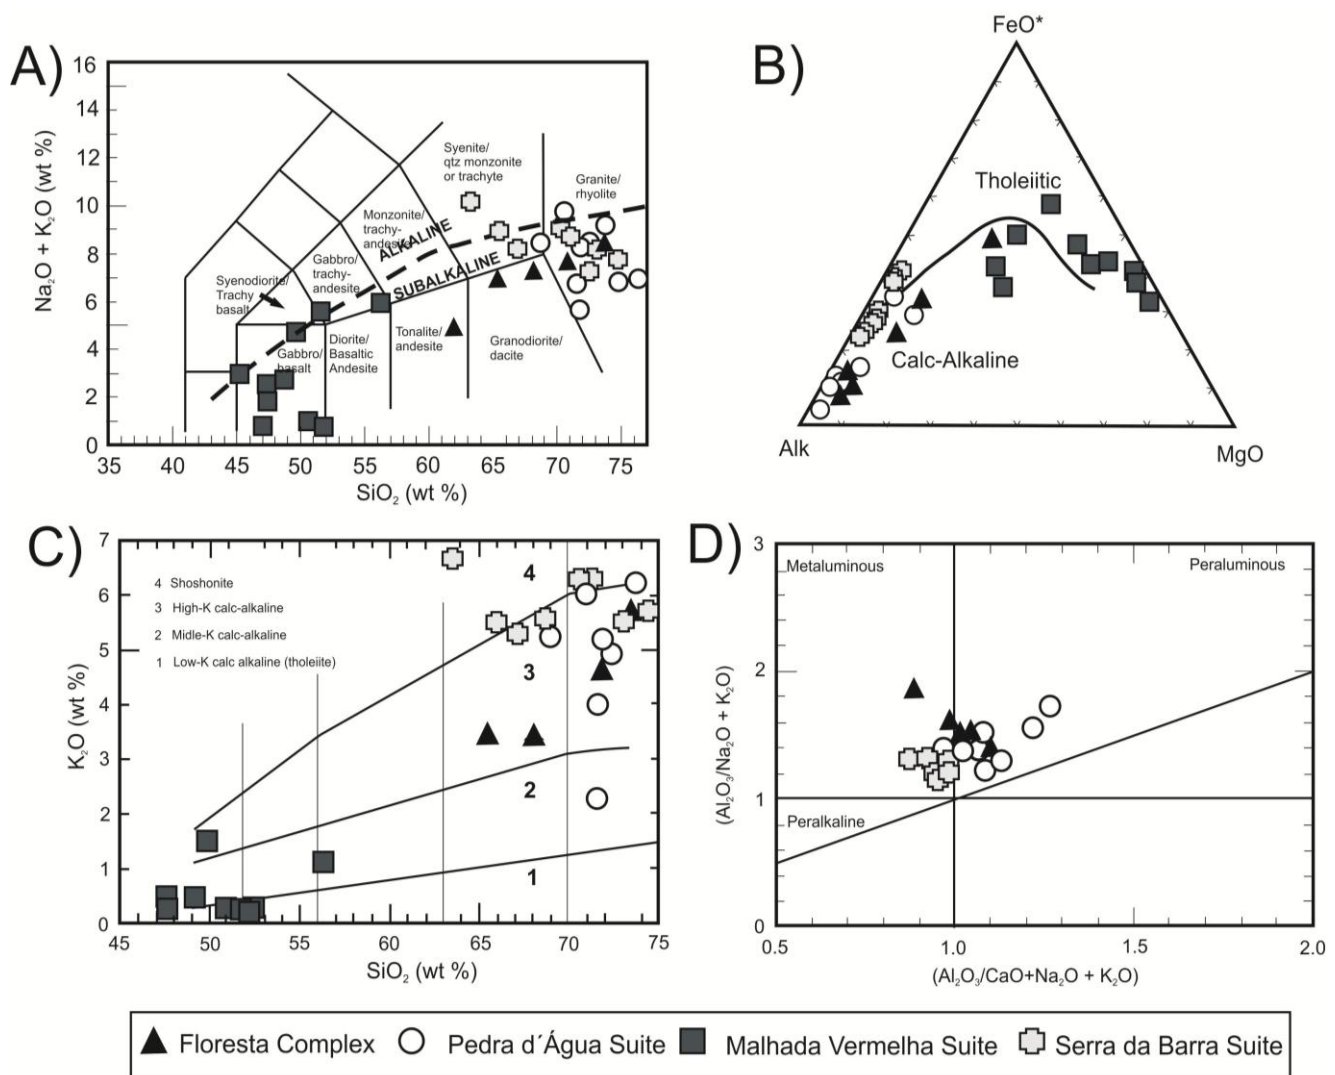 A)
Na₂O + K₂O (wt %)
16
14
12
10
8
6
4
2
0
Syenite/
qtz monzonite
or trachyte
Granite/
rhyolite
Monzonite/
trachy-
andesite
ALKALINE
SUBALKALINE
Gabbro/
trachy-
andesite
Syenodiorite/
Trachy
basalt
Gabbro/
basalt
Diorite/
Basaltic
Andesite
Tonalite/
andesite
Granodiorite/
dacite
35 40 45 50 55 60 65 70 75
SiO₂ (wt %)
B)
FeO*
Tholeiitic
Calc-Alkaline
Alk
MgO
C)
K₂O (wt %)
7
6
5
4
3
2
1
0
4 Shoshonite
3 High-K calc-alkaline
2 Midle-K calc-alkaline
1 Low-K calc alkaline (tholeiite)
4
3
2
1
45 50 55 60 65 70 75
SiO₂ (wt %)
D)
(Al₂O₃/Na₂O + K₂O)
3
2
1
0
Metaluminous
Peraluminous
Peralkaline
0.5 1.0 1.5 2.0
(Al₂O₃/CaO+Na₂O + K₂O)
Floresta Complex
Pedra d´Água Suite
Malhada Vermelha Suite
Serra da Barra Suite